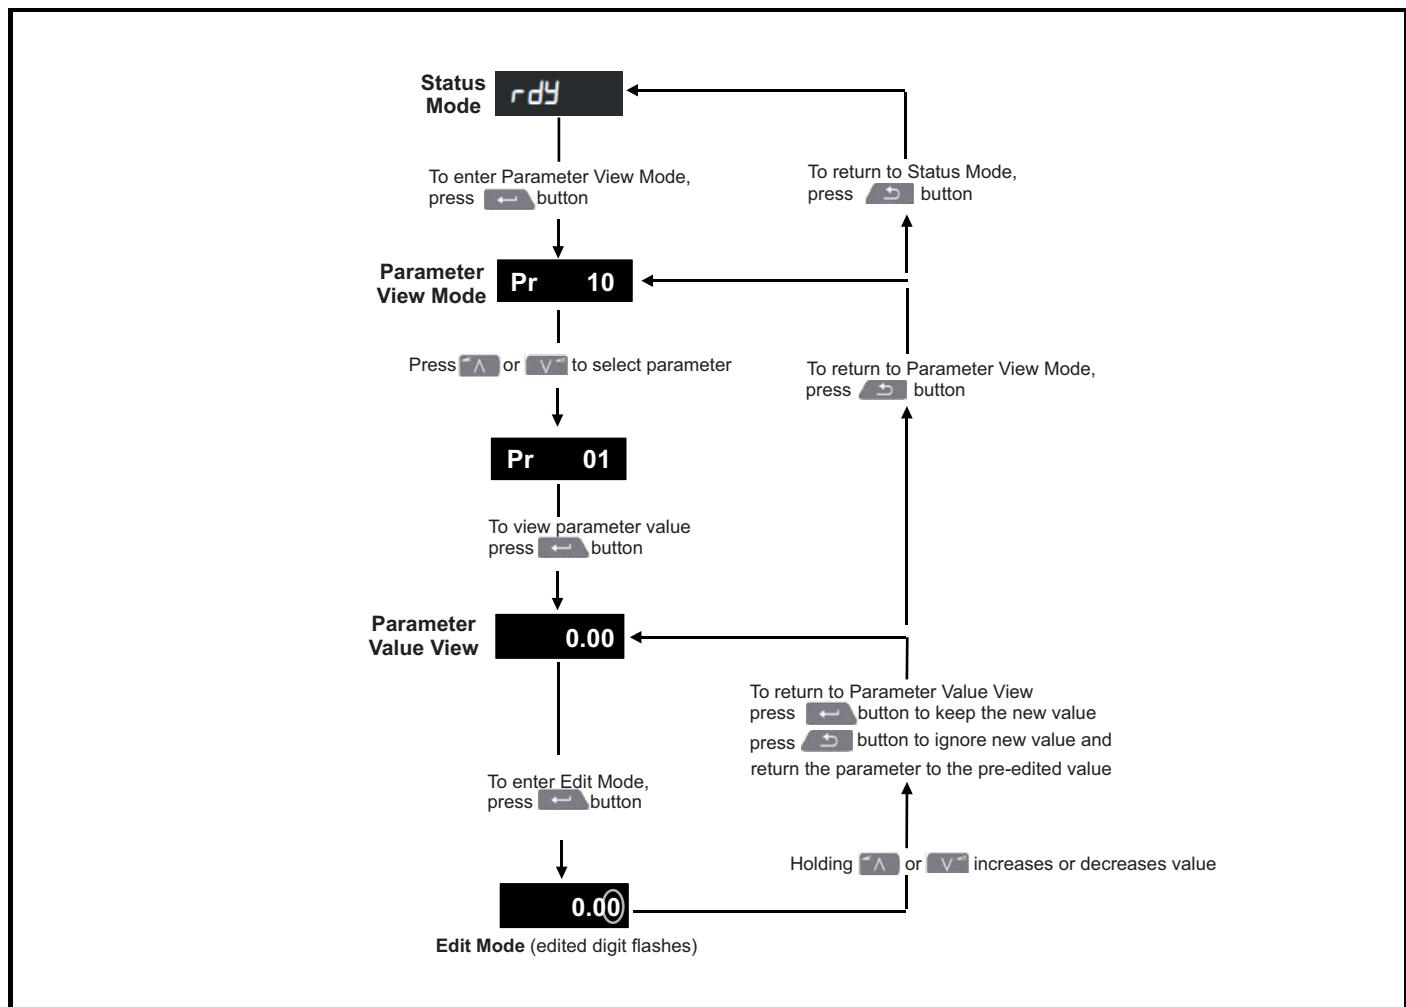 Status
Mode
rdy
To enter Parameter View Mode,
press button
To return to Status Mode,
press button
Parameter
View Mode
Pr 10
Press or to select parameter
To return to Parameter View Mode,
press button
Pr 01
To view parameter value
press button
Parameter
Value View
0.00
To return to Parameter Value View
press button to keep the new value
press button to ignore new value and
return the parameter to the pre-edited value
To enter Edit Mode,
press button
Holding or increases or decreases value
0.00
Edit Mode (edited digit flashes)